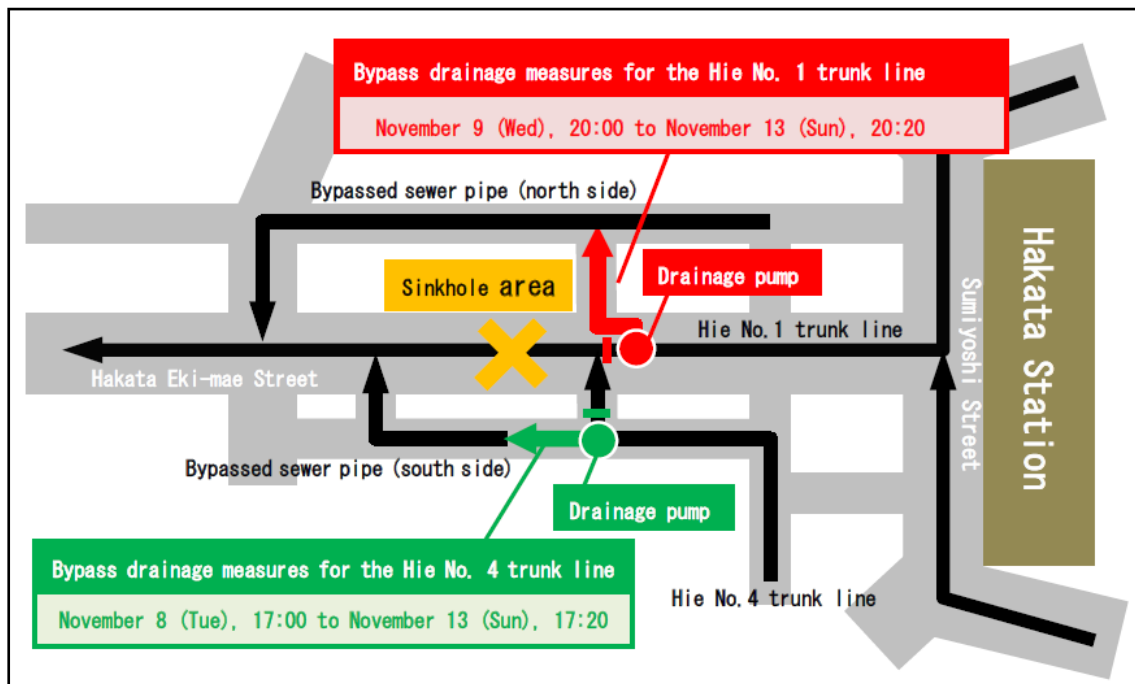 Bypass drainage measures for the Hie No. 1 trunk line
November 9 (Wed), 20:00 to November 13 (Sun), 20:20
Bypassed sewer pipe (north side)
Sinkhole area
Drainage pump
Hie No.1 trunk line
Hakata Eki-mae Street
Sumiyoshi Street
Hakata Station
Bypassed sewer pipe (south side)
Drainage pump
Bypass drainage measures for the Hie No. 4 trunk line
November 8 (Tue), 17:00 to November 13 (Sun), 17:20
Hie No.4 trunk line